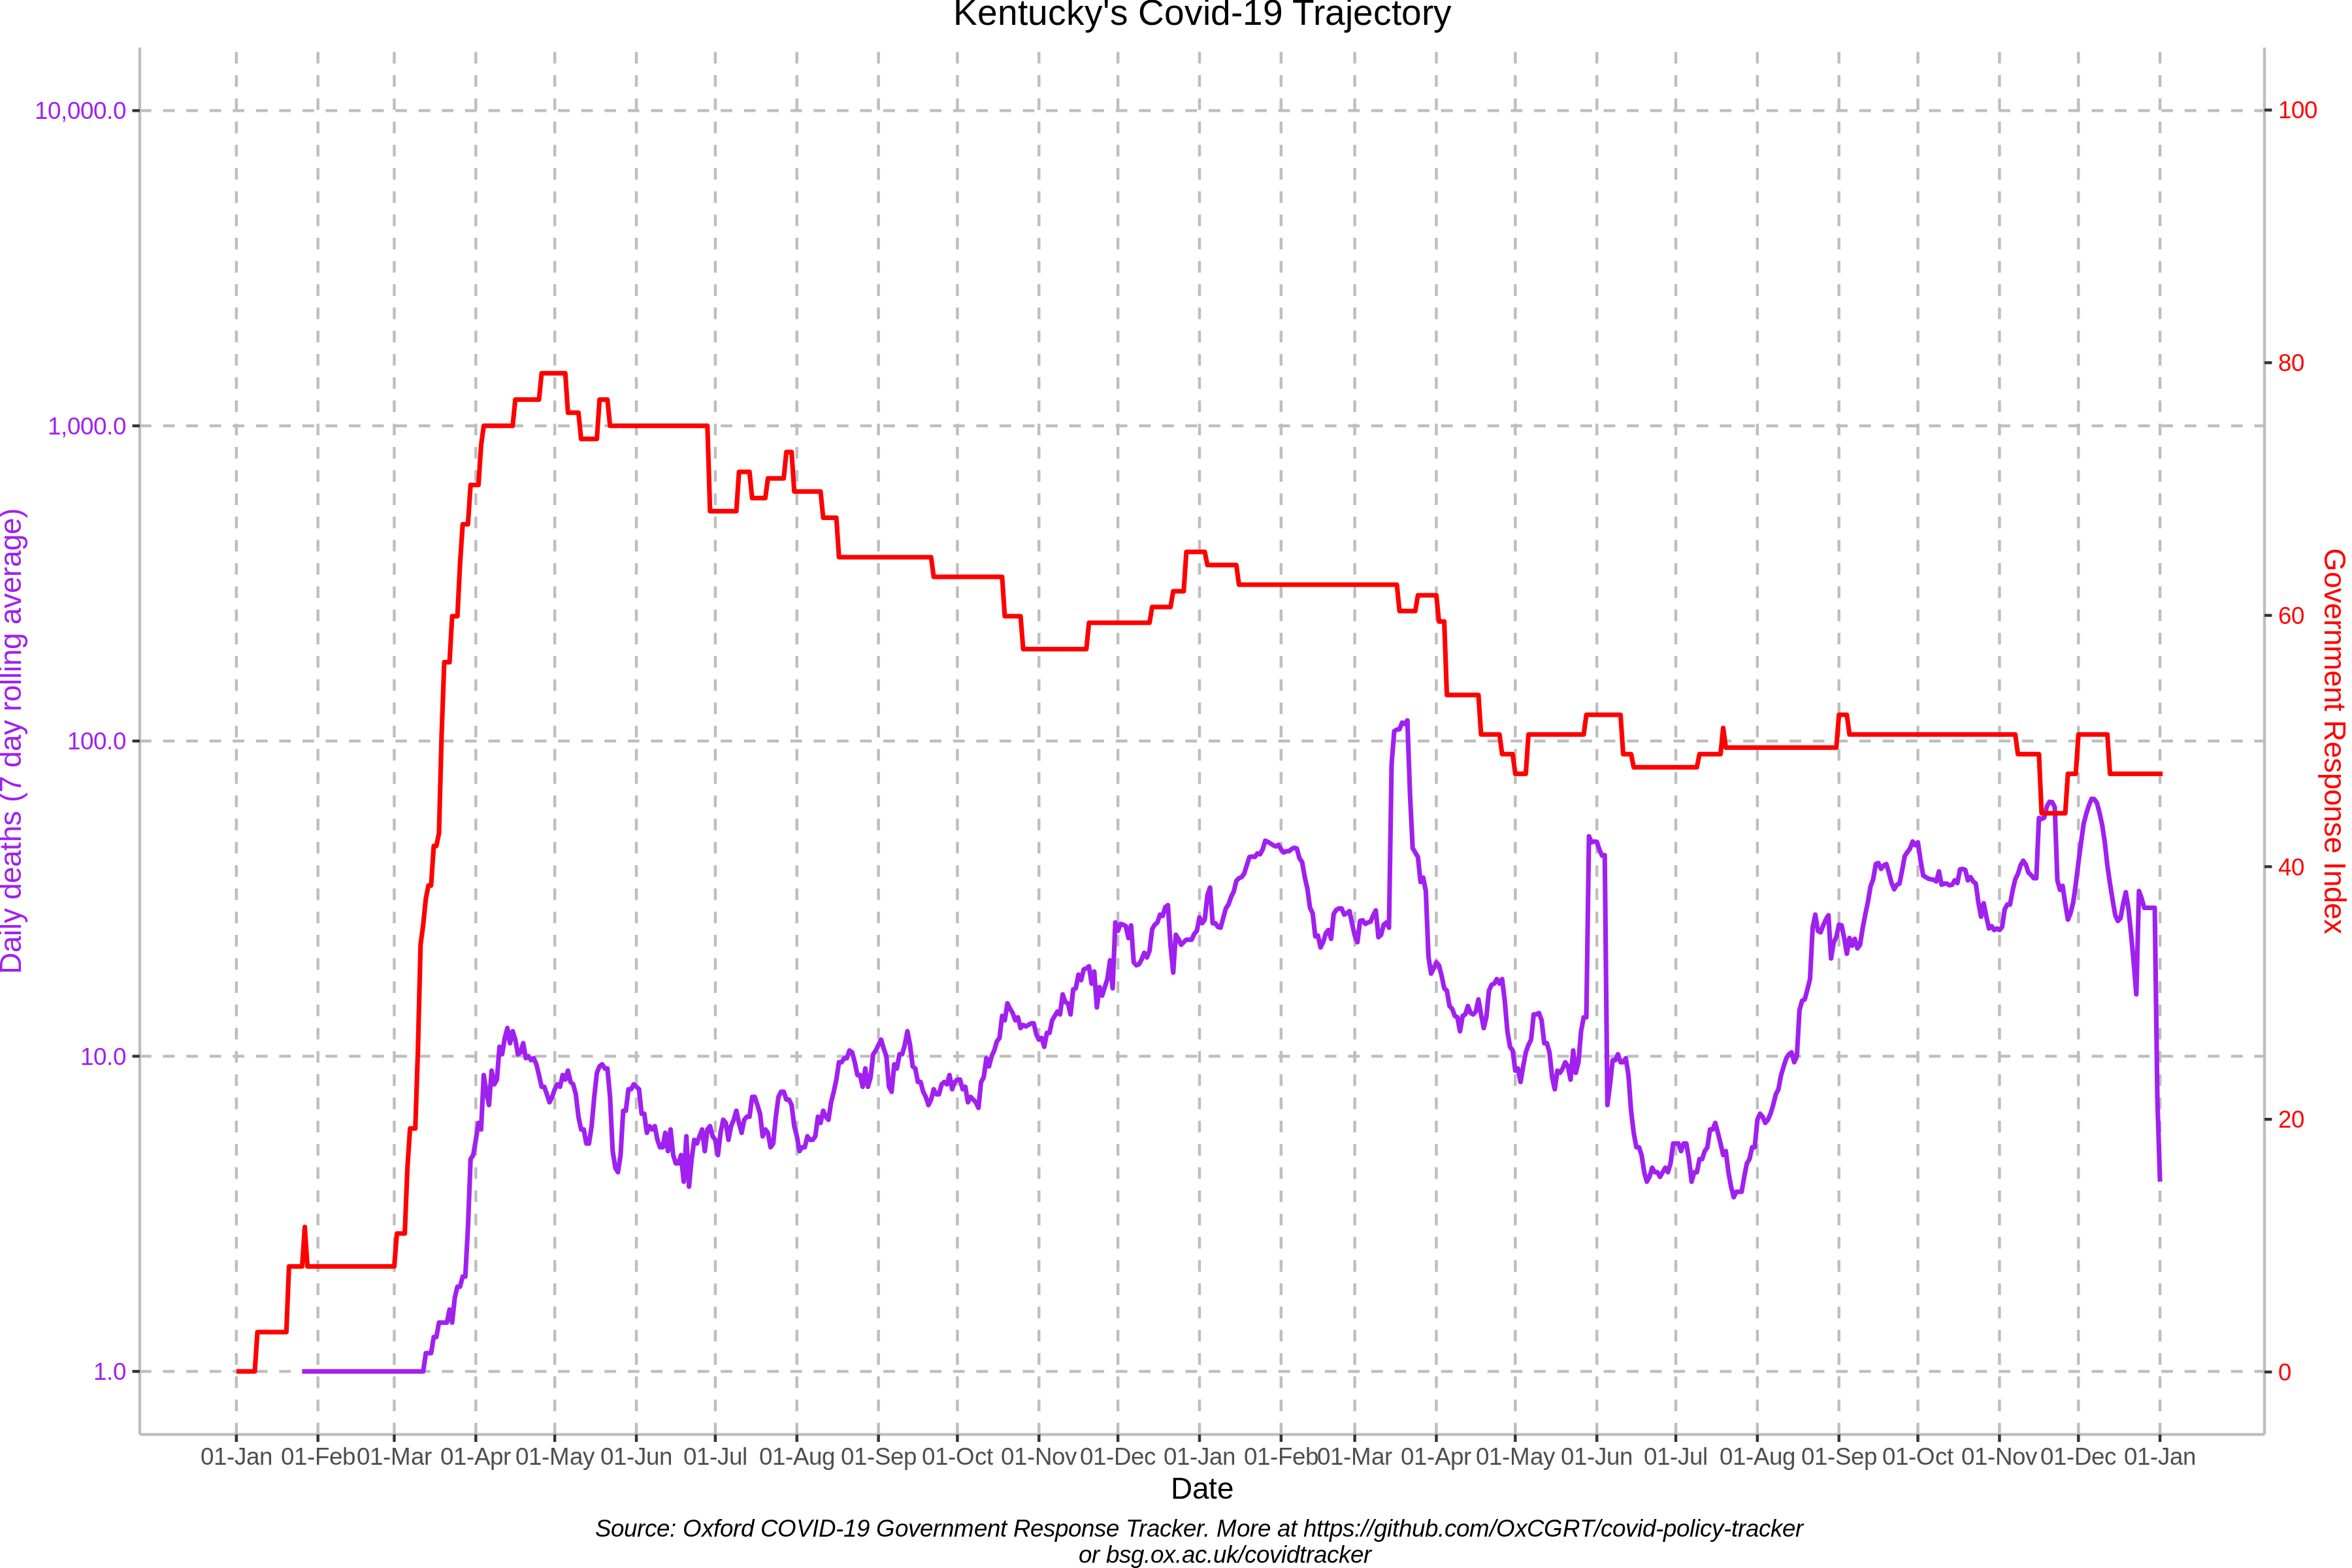 Kentucky's Covid-19 Trajectory
10,000.0
1,000.0
100.0
10.0
1.0
Daily deaths (7 day rolling average)
100
80
60
40
20
0
Government Response Index
01-Jan 01-Feb 01-Mar 01-Apr 01-May 01-Jun 01-Jul 01-Aug 01-Sep 01-Oct 01-Nov 01-Dec 01-Jan 01-Feb 01-Mar 01-Apr 01-May 01-Jun 01-Jul 01-Aug 01-Sep 01-Oct 01-Nov 01-Dec 01-Jan
Date
Source: Oxford COVID-19 Government Response Tracker. More at https://github.com/OxCGRT/covid-policy-tracker
or bsg.ox.ac.uk/covidtracker